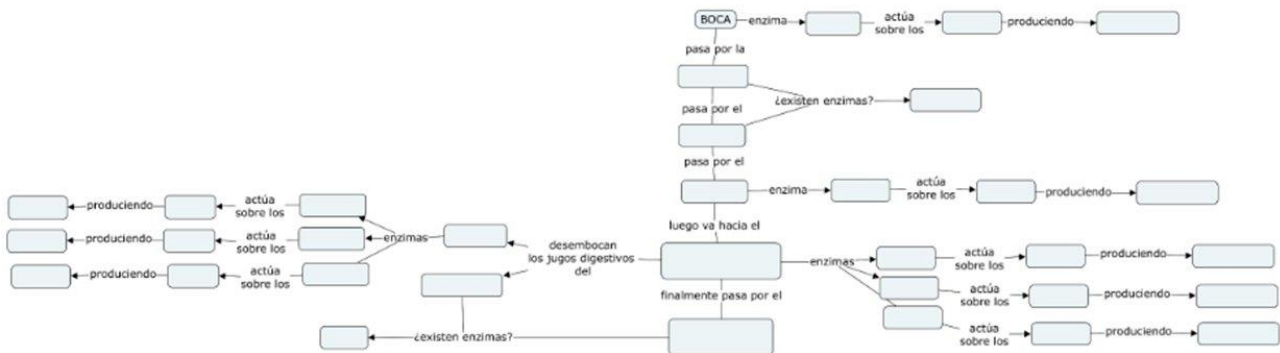 BOCA
enzima
actúa
sobre los
produciendo
pasa por la
¿existen enzimas?
pasa por el
pasa por el
enzima
actúa
sobre los
produciendo
luego va hacia el
produciendo
actúa
sobre los
produciendo
actúa
sobre los
enzimas
produciendo
actúa
sobre los
desembocan
los jugos digestivos
del
enzimas
actúa
sobre los
produciendo
actúa
sobre los
produciendo
actúa
sobre los
produciendo
finalmente pasa por el
¿existen enzimas?